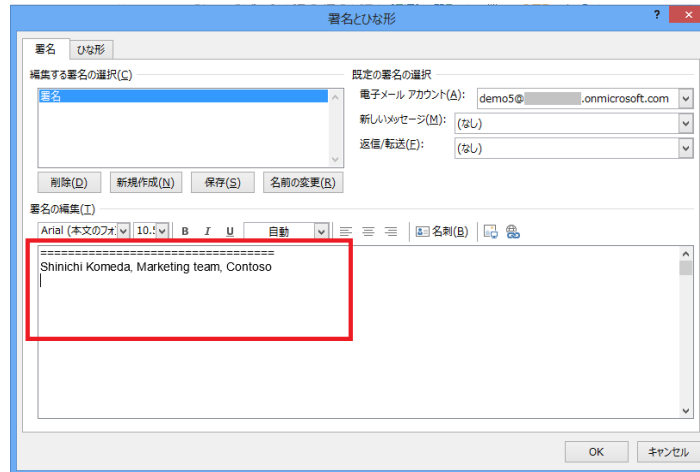 署名とひな形
? ×
署名 ひな形
編集する署名の選択(C)
署名
削除(D) 新規作成(N) 保存(S) 名前の変更(R)
既定の署名の選択
電子メール アカウント(A): demo5@ .onmicrosoft.com
新しいメッセージ(M): (なし)
返信/転送(F): (なし)
署名の編集(T)
Arial (本文のフォ 10.5 B I U 自動 名刺(B)
==================================
Shinichi Komeda, Marketing team, Contoso
OK キャンセル